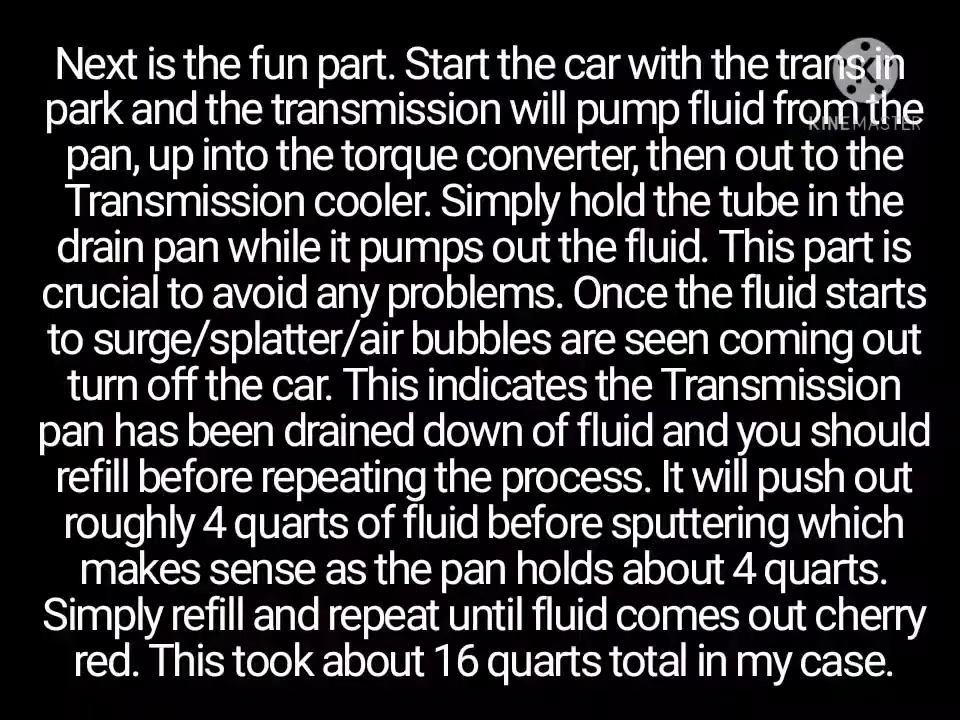 Next is the fun part. Start the car with the trans in
park and the transmission will pump fluid from the
pan, up into the torque converter, then out to the
Transmission cooler. Simply hold the tube in the
drain pan while it pumps out the fluid. This part is
crucial to avoid any problems. Once the fluid starts
to surge/splatter/air bubbles are seen coming out
turn off the car. This indicates the Transmission
pan has been drained down of fluid and you should
refill before repeating the process. It will push out
roughly 4 quarts of fluid before sputtering which
makes sense as the pan holds about 4 quarts.
Simply refill and repeat until fluid comes out cherry
red. This took about 16 quarts total in my case.
K
KINEMASTER